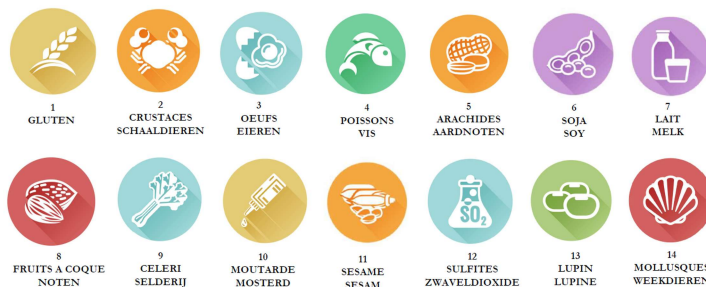 1
GLUTEN
2
CRUSTACES
SCHAALDIEREN
3
OEUFS
EIEREN
4
POISSONS
VIS
5
ARACHIDES
AARDNOTEN
6
SOJA
SOY
7
LAIT
MELK
SO2
8
FRUITS A COQUE
NOTEN
9
CELERI
SELDERIJ
10
MOUTARDE
MOSTERD
11
SESAME
SESAM
12
SULFITES
ZWAVELDIOXIDE
13
LUPIN
LUPINE
14
MOLLUSQUES
WEEKDIEREN